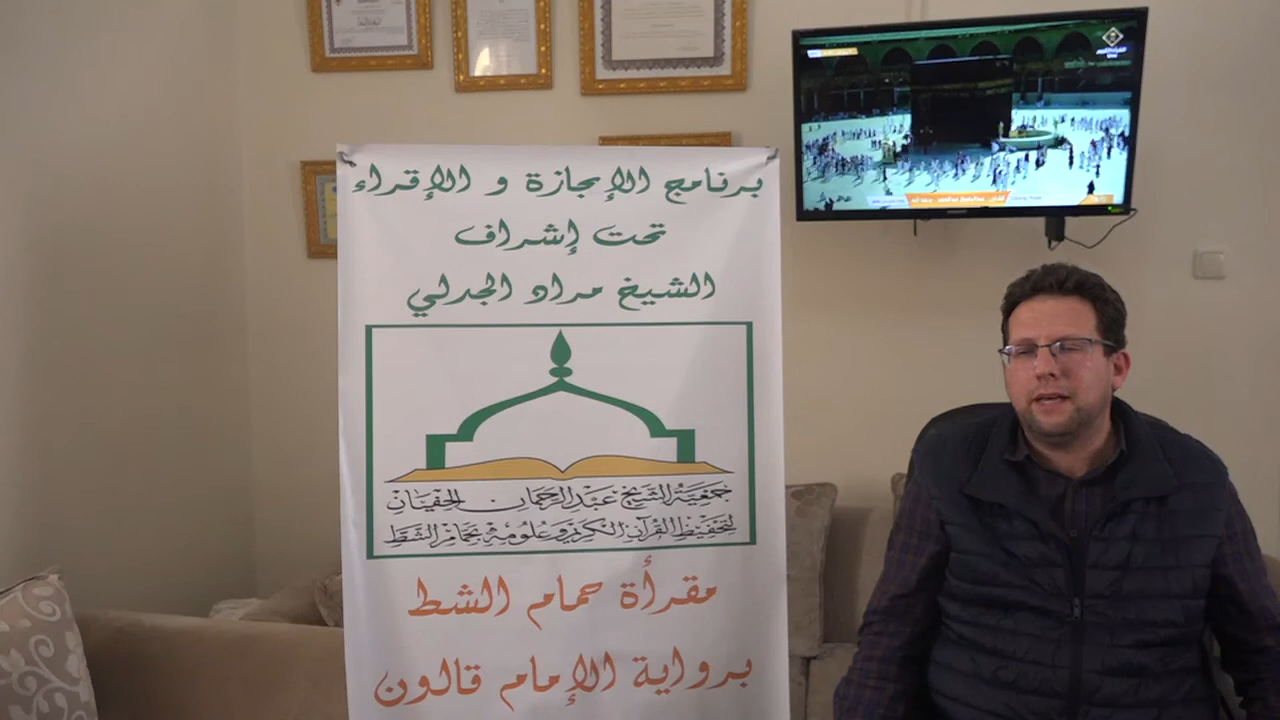 برنامج الإجازة و الإقراء
تحت إشراف
الشيخ مراد الجدلي
جمعية الشيخ عبد الرحمان الحفيان
لتحفيظ القرآن الكريم وعلومه بحمام الشط
مقرأة حمام الشط
برواية الإمام قالون